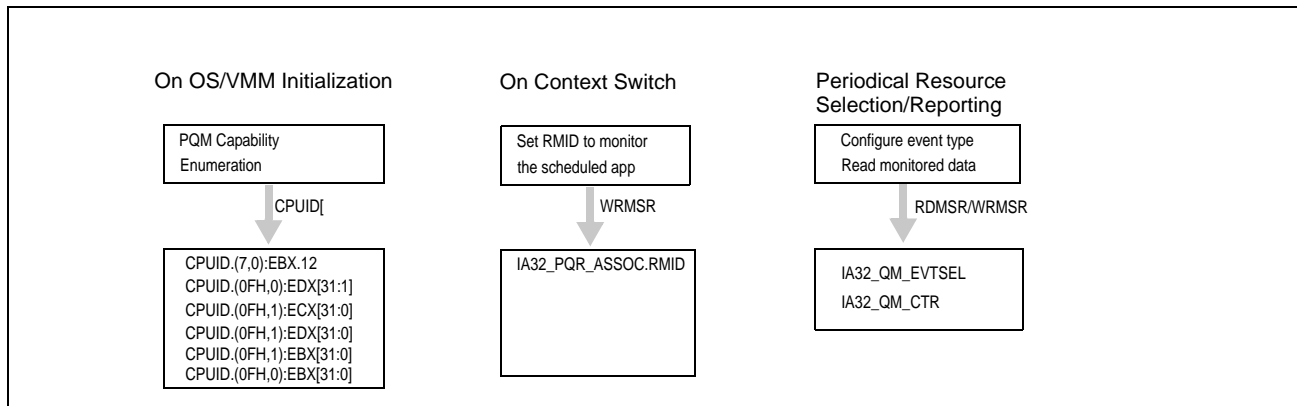 On OS/VMM Initialization
PQM Capability
Enumeration
CPUID[
CPUID.(7,0):EBX.12
CPUID.(0FH,0):EDX[31:1]
CPUID.(0FH,1):ECX[31:0]
CPUID.(0FH,1):EDX[31:0]
CPUID.(0FH,1):EBX[31:0]
CPUID.(0FH,0):EBX[31:0]
On Context Switch
Set RMID to monitor
the scheduled app
WRMSR
IA32_PQR_ASSOC.RMID
Periodical Resource
Selection/Reporting
Configure event type
Read monitored data
RDMSR/WRMSR
IA32_QM_EVTSEL
IA32_QM_CTR